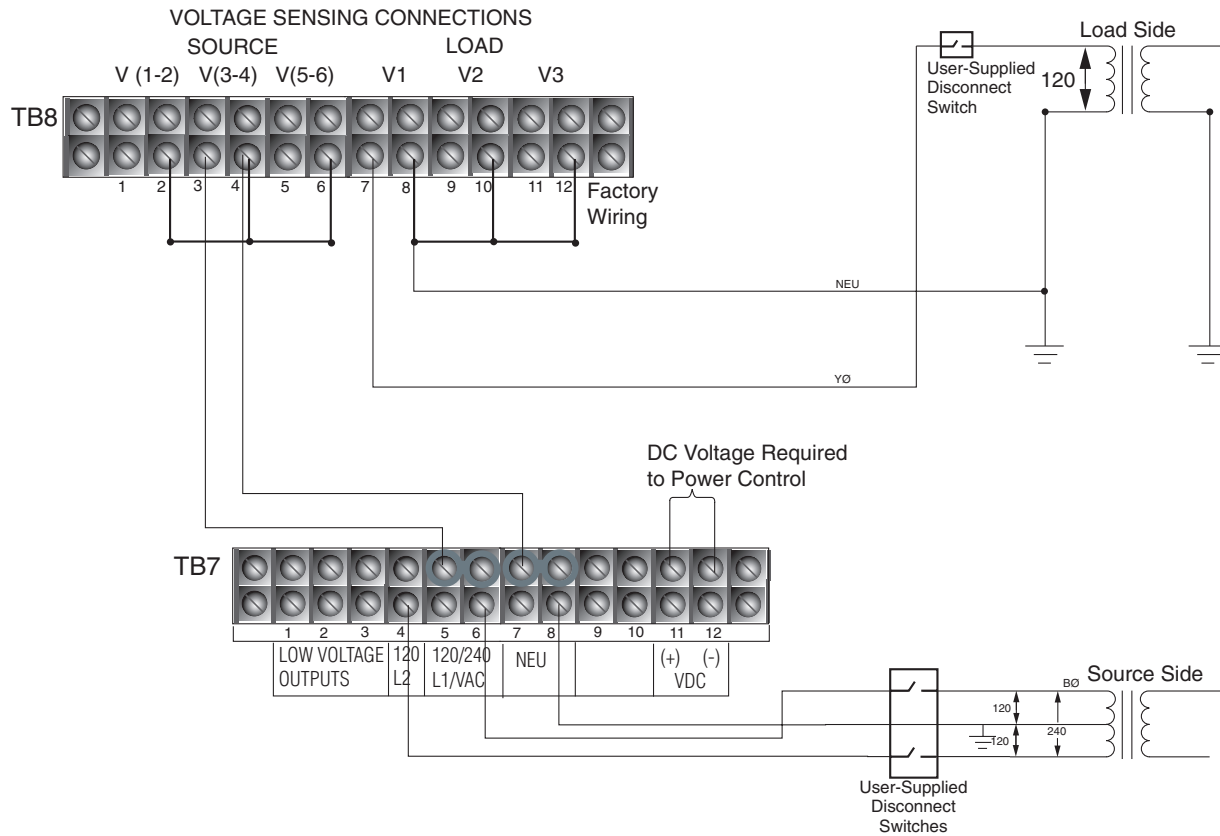 VOLTAGE SENSING CONNECTIONS
SOURCE LOAD
V (1-2) V(3-4) V(5-6) V1 V2 V3
TB8
1 2 3 4 5 6 7 8 9 10 11 12
Factory
Wiring
User-Supplied
Disconnect
Switch
Load Side
120
NEU
YØ
DC Voltage Required
to Power Control
TB7
1 2 3 4 5 6 7 8 9 10 11 12
LOW VOLTAGE
OUTPUTS
120
L2
120/240
L1/VAC
NEU
(+) (-)
VDC
BØ
Source Side
120
240
120
User-Supplied
Disconnect
Switches